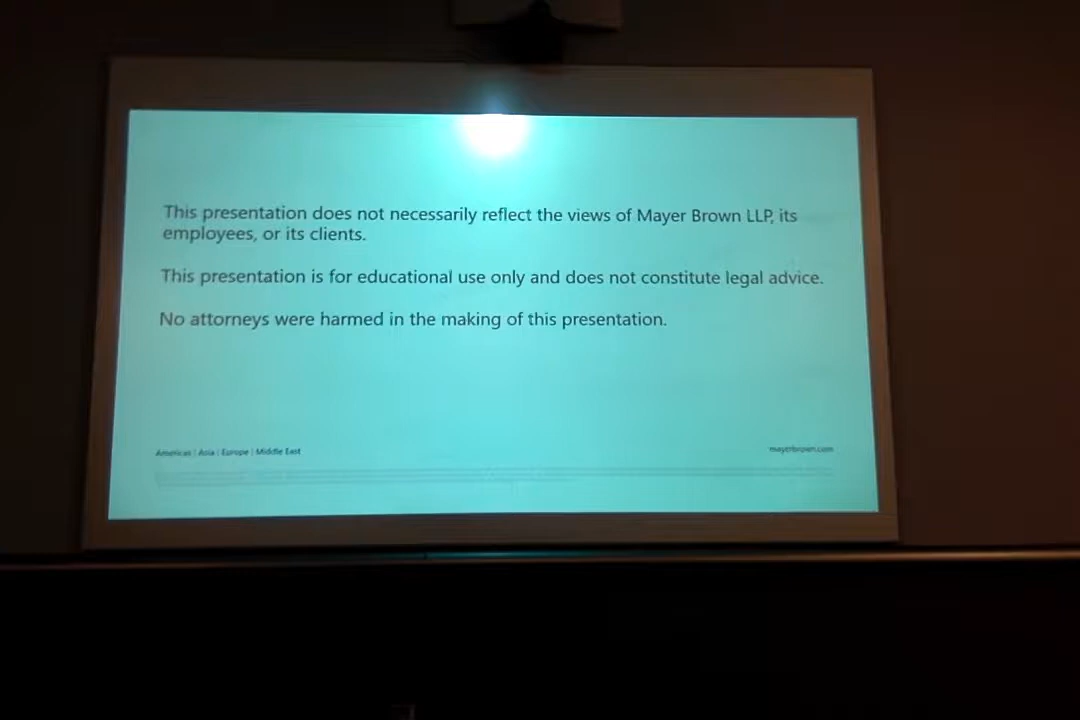 This presentation does not necessarily reflect the views of Mayer Brown LLP, its
employees, or its clients.
This presentation is for educational use only and does not constitute legal advice.
No attorneys were harmed in the making of this presentation.
Americas | Asia | Europe | Middle East
mayerbrown.com